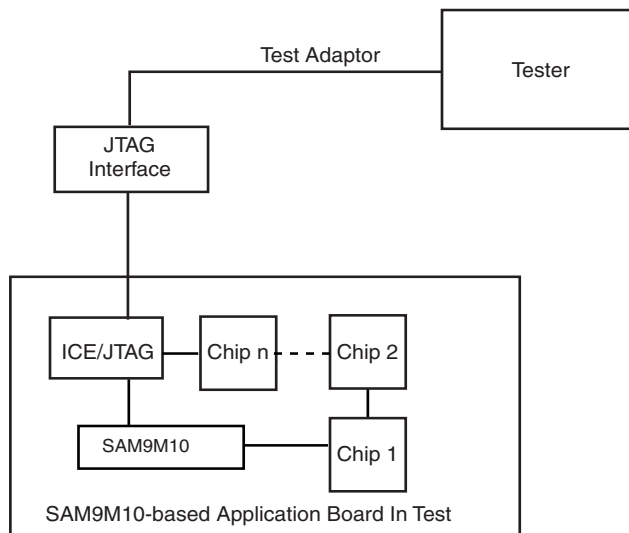 Test Adaptor
Tester
JTAG
Interface
ICE/JTAG
Chip n
Chip 2
SAM9M10
Chip 1
SAM9M10-based Application Board In Test